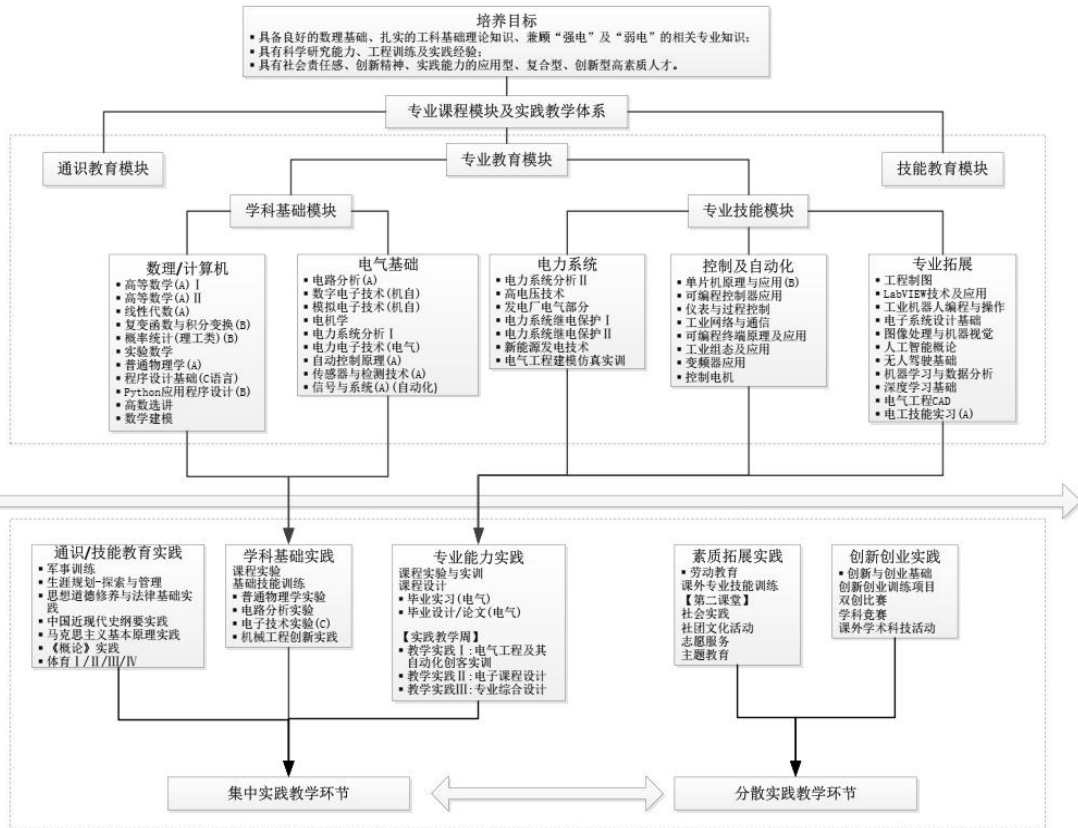 培养目标
▪ 具备良好的数理基础、扎实的工科基础理论知识、兼顾“强电”及“弱电”的相关专业知识；
▪ 具有科学研究能力、工程训练及实践经验；
▪ 具有社会责任感、创新精神、实践能力的应用型、复合型、创新型高素质人才。
专业课程模块及实践教学体系
通识教育模块
专业教育模块
技能教育模块
学科基础模块
专业技能模块
数理/计算机
▪ 高等数学(A)Ⅰ
▪ 高等数学(A)Ⅱ
▪ 线性代数(A)
▪ 复变函数与积分变换(B)
▪ 概率统计(理工类)(B)
▪ 实验数学
▪ 普通物理学(A)
▪ 程序设计基础(C语言)
▪ Python应用程序设计(B)
▪ 高数选讲
▪ 数学建模
电气基础
▪ 电路分析(A)
▪ 数字电子技术(机自)
▪ 模拟电子技术(机自)
▪ 电机学
▪ 电力系统分析Ⅰ
▪ 电力电子技术(电气)
▪ 自动控制原理(A)
▪ 传感器与检测技术(A)
▪ 信号与系统(A)(自动化)
电力系统
▪ 电力系统分析Ⅱ
▪ 高电压技术
▪ 发电厂电气部分
▪ 电力系统继电保护Ⅰ
▪ 电力系统继电保护Ⅱ
▪ 新能源发电技术
▪ 电气工程建模仿真实训
控制及自动化
▪ 单片机原理与应用(B)
▪ 可编程控制器应用
▪ 仪表与过程控制
▪ 工业网络与通信
▪ 可编程终端原理及应用
▪ 工业组态及应用
▪ 变频器应用
▪ 控制电机
专业拓展
▪ 工程制图
▪ LabVIEW技术及应用
▪ 工业机器人编程与操作
▪ 电子系统设计基础
▪ 图像处理与机器视觉
▪ 人工智能概论
▪ 无人驾驶基础
▪ 机器学习与数据分析
▪ 深度学习基础
▪ 电气工程CAD
▪ 电工技能实习(A)
通识/技能教育实践
▪ 军事训练
▪ 生涯规划-探索与管理
▪ 思想道德修养与法律基础实
践
▪ 中国近现代史纲要实践
▪ 马克思主义基本原理实践
▪ 《概论》实践
▪ 体育Ⅰ/Ⅱ/Ⅲ/Ⅳ
学科基础实践
课程实验
基础技能训练
▪ 普通物理学实验
▪ 电路分析实验
▪ 电子技术实验(C)
▪ 机械工程创新实践
专业能力实践
课程实验与实训
课程设计
▪ 毕业实习(电气)
▪ 毕业设计/论文(电气)
【实践教学周】
▪ 教学实践Ⅰ:电气工程及其
自动化创客实训
▪ 教学实践Ⅱ:电子课程设计
▪ 教学实践Ⅲ:专业综合设计
素质拓展实践
▪ 劳动教育
课外专业技能训练
【第二课堂】
社会实践
社团文化活动
志愿服务
主题教育
创新创业实践
▪ 创新与创业基础
创新创业训练项目
双创比赛
学科竞赛
课外学术科技活动
集中实践教学环节
分散实践教学环节